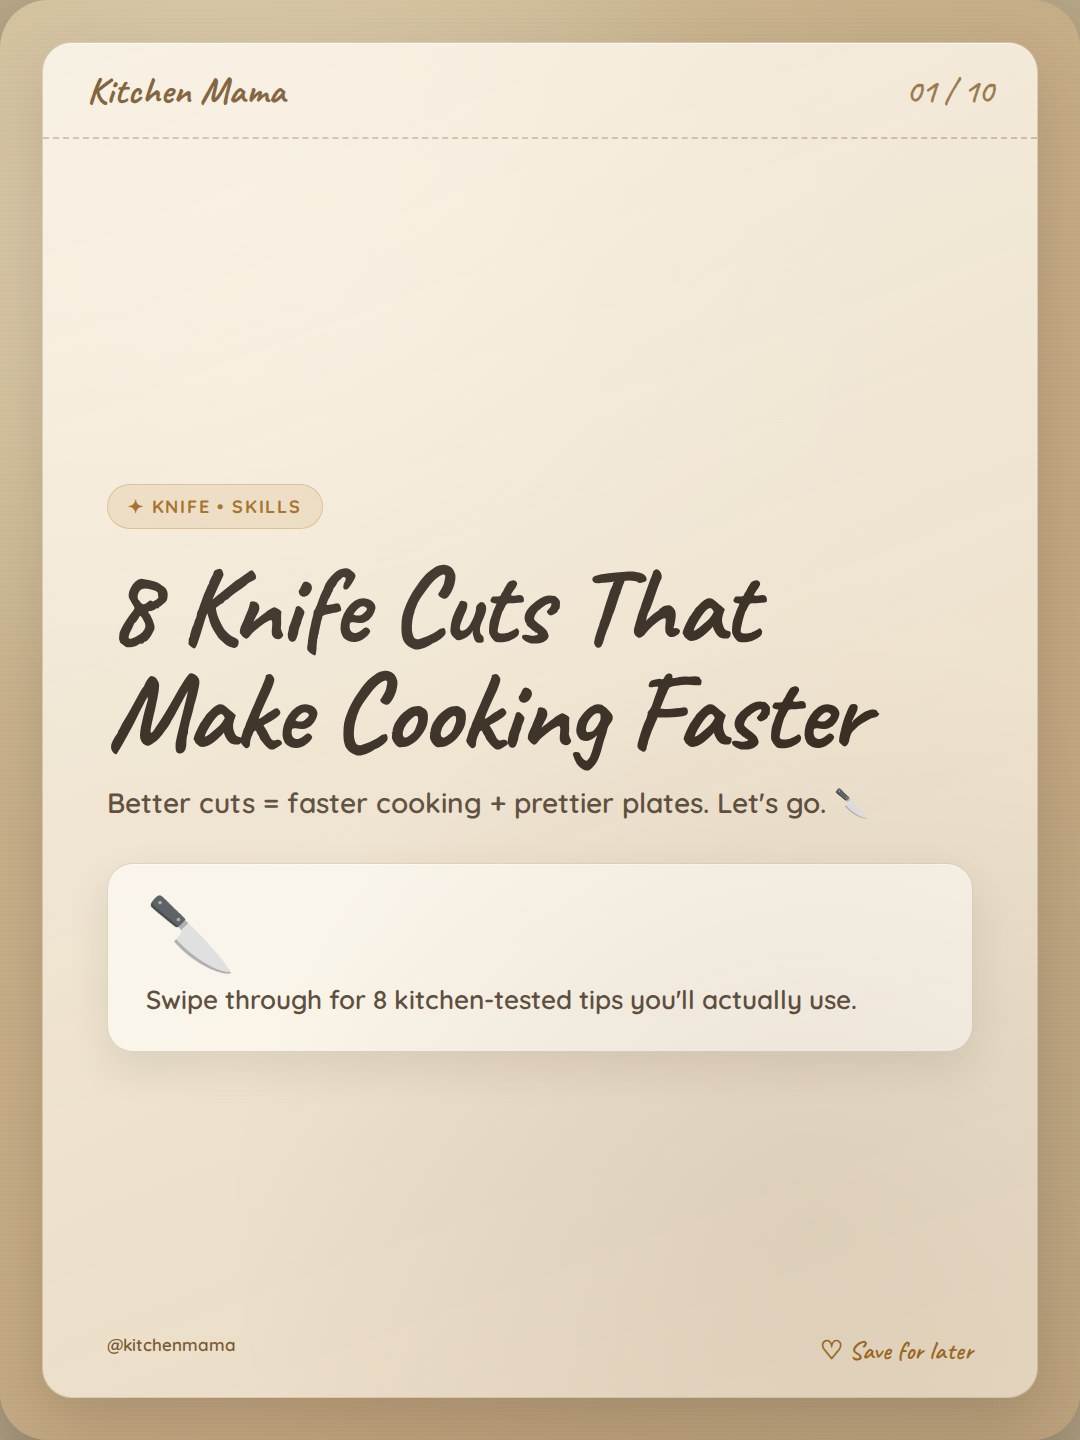 Kitchen Mama
01 / 10
✦ KNIFE • SKILLS
8 Knife Cuts That
Make Cooking Faster
Better cuts = faster cooking + prettier plates. Let's go. 🔪
Swipe through for 8 kitchen-tested tips you'll actually use.
@kitchenmama
♡ Save for later